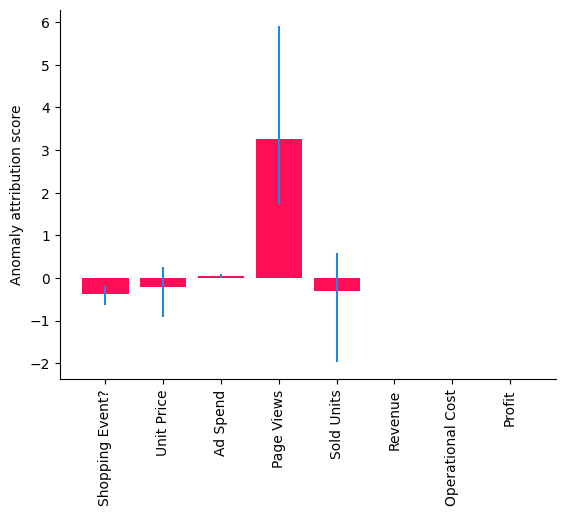 Anomaly attribution score
6
5
4
3
2
1
0
−1
−2
Shopping Event?
Unit Price
Ad Spend
Page Views
Sold Units
Revenue
Operational Cost
Profit